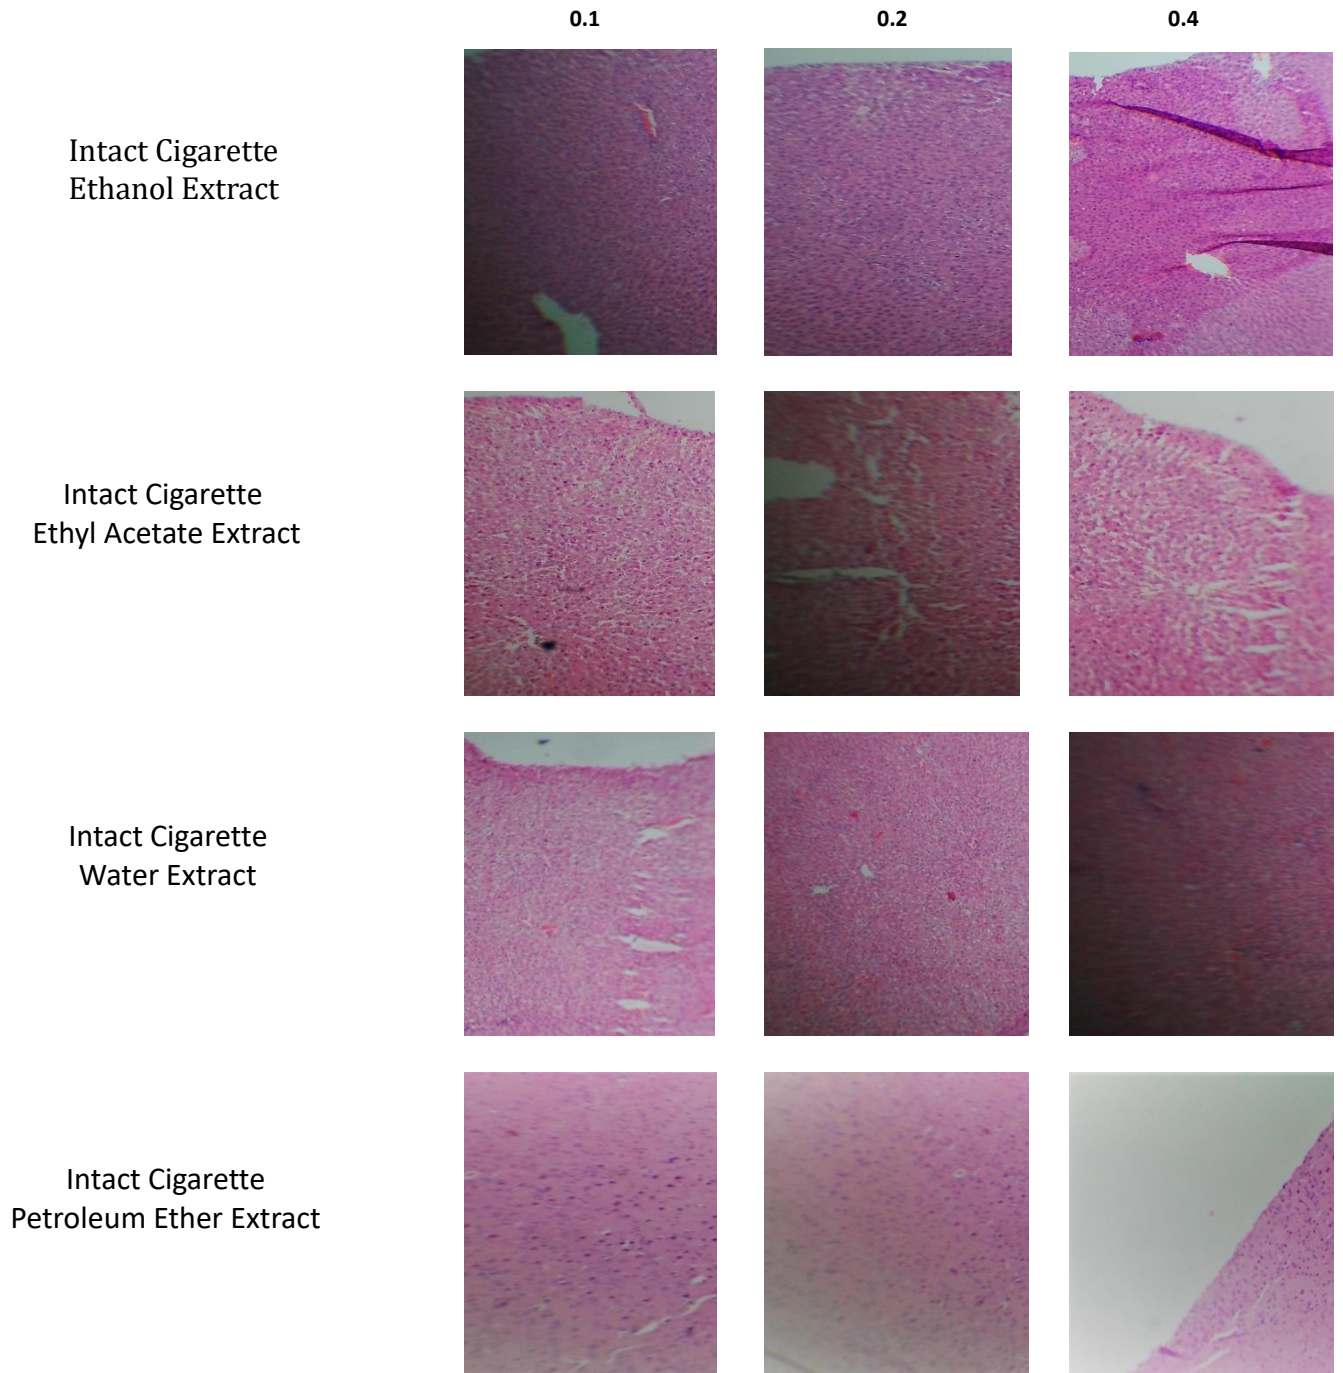 0.1 0.2 0.4
Intact Cigarette
Ethanol Extract
Intact Cigarette
Ethyl Acetate Extract
Intact Cigarette
Water Extract
Intact Cigarette
Petroleum Ether Extract